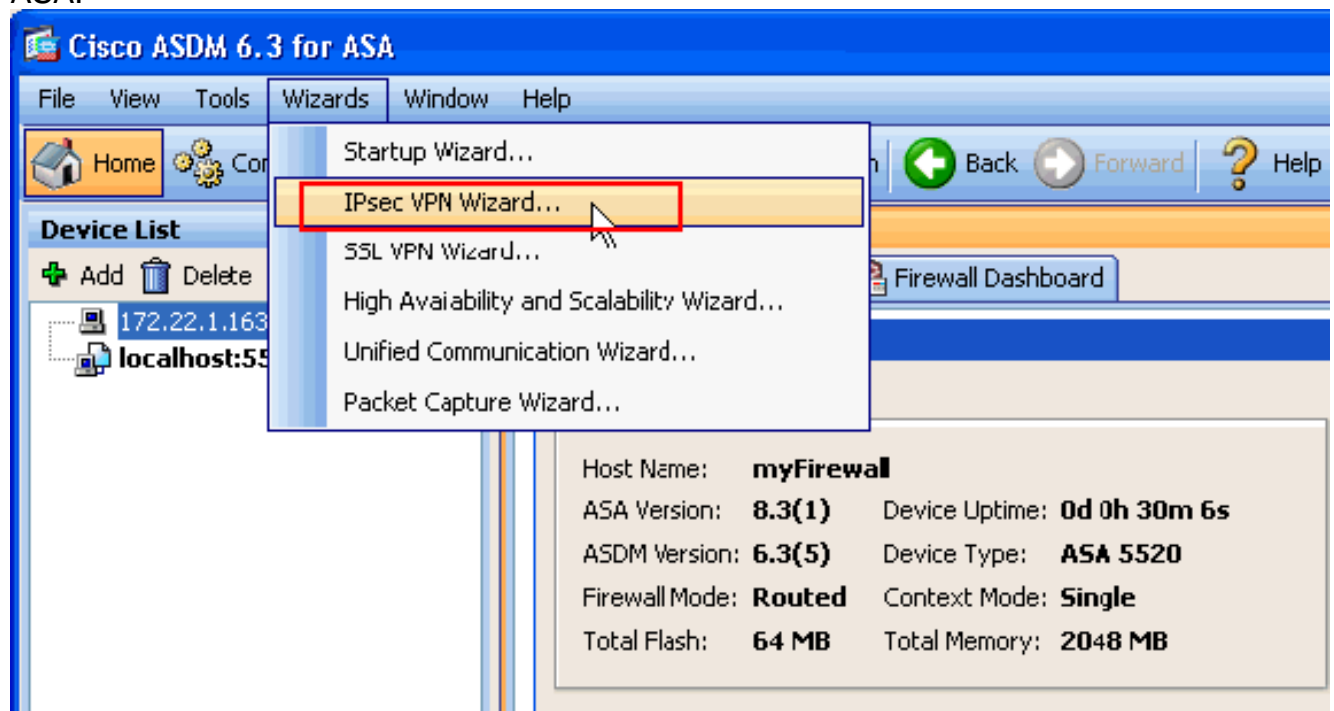 ASA.
Cisco ASDM 6.3 for ASA
File View Tools Wizards Window Help
Home Back Forward Help
Startup Wizard...
IPsec VPN Wizard...
SSL VPN Wizard...
High Avaiability and Scalability Wizard...
Unified Communication Wizard...
Packet Capture Wizard...
Device List
Add Delete
Firewall Dashboard
172.22.1.163
localhost:55
Host Name: myFirewall
ASA Version: 8.3(1) Device Uptime: 0d 0h 30m 6s
ASDM Version: 6.3(5) Device Type: ASA 5520
Firewall Mode: Routed Context Mode: Single
Total Flash: 64 MB Total Memory: 2048 MB